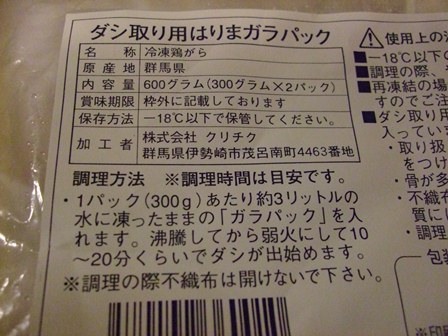 ダシ取り用はりまガラパック
名称 冷凍鶏がら
原産地 群馬県
内容量 600グラム(300グラム×2パック)
賞味期限 枠外に記載しております
保存方法 −18℃以下で保管してください。
加工者 株式会社 クリチク
群馬県伊勢崎市茂呂南町4463番地
調理方法 ※調理時間は目安です。
・1パック(300g)あたり約3リットルの
水に凍ったままの「ガラパック」を入
れます。沸騰してから弱火にして10
〜20分くらいでダシが出始めます。
※調理の際不織布は開けないで下さい。
⚠使用上の
■−18℃以下の
■調理の際、
■再凍結の場
すのでご注
■ダシ取り用
入ってい
・取り扱
をつけ
・骨が多
・不織布
質に
・調理
包装